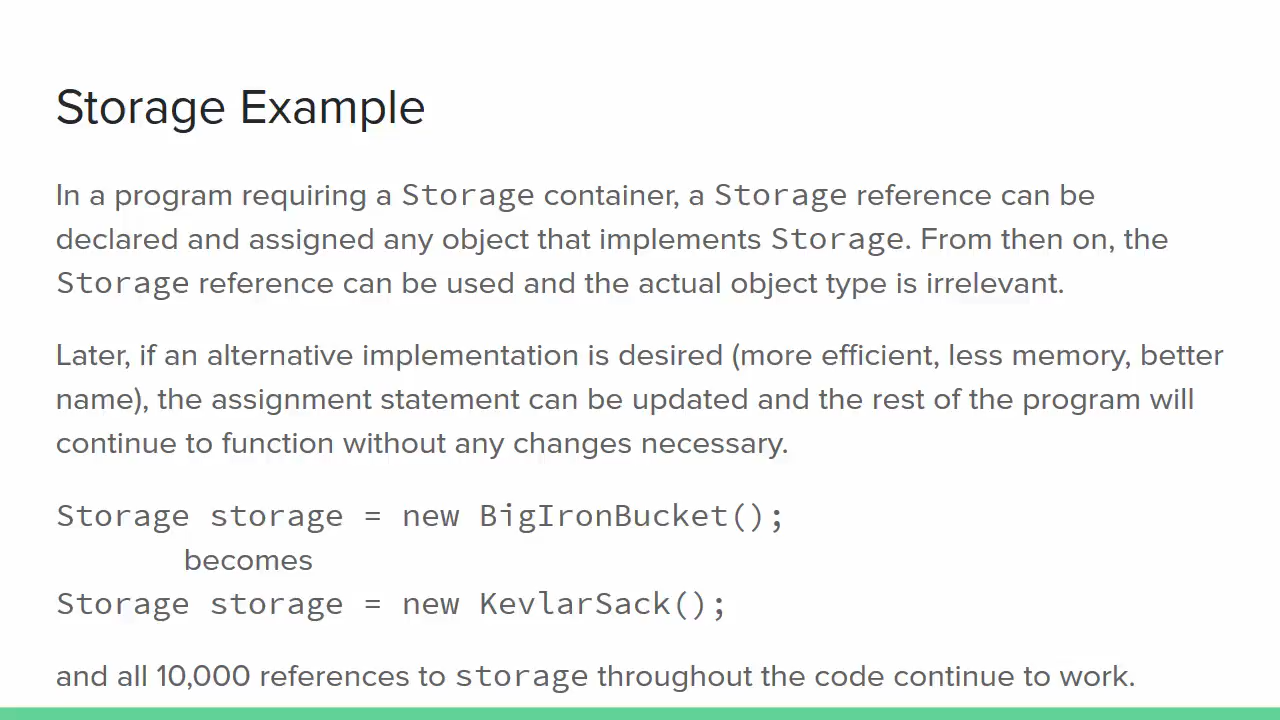 Storage Example
In a program requiring a Storage container, a Storage reference can be
declared and assigned any object that implements Storage. From then on, the
Storage reference can be used and the actual object type is irrelevant.
Later, if an alternative implementation is desired (more efficient, less memory, better
name), the assignment statement can be updated and the rest of the program will
continue to function without any changes necessary.
Storage storage = new BigIronBucket();
becomes
Storage storage = new KevlarSack();
and all 10,000 references to storage throughout the code continue to work.